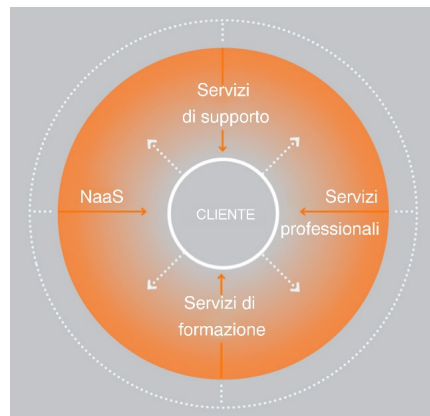 Servizi
di supporto
NaaS
CLIENTE
Servizi
professionali
Servizi di
formazione